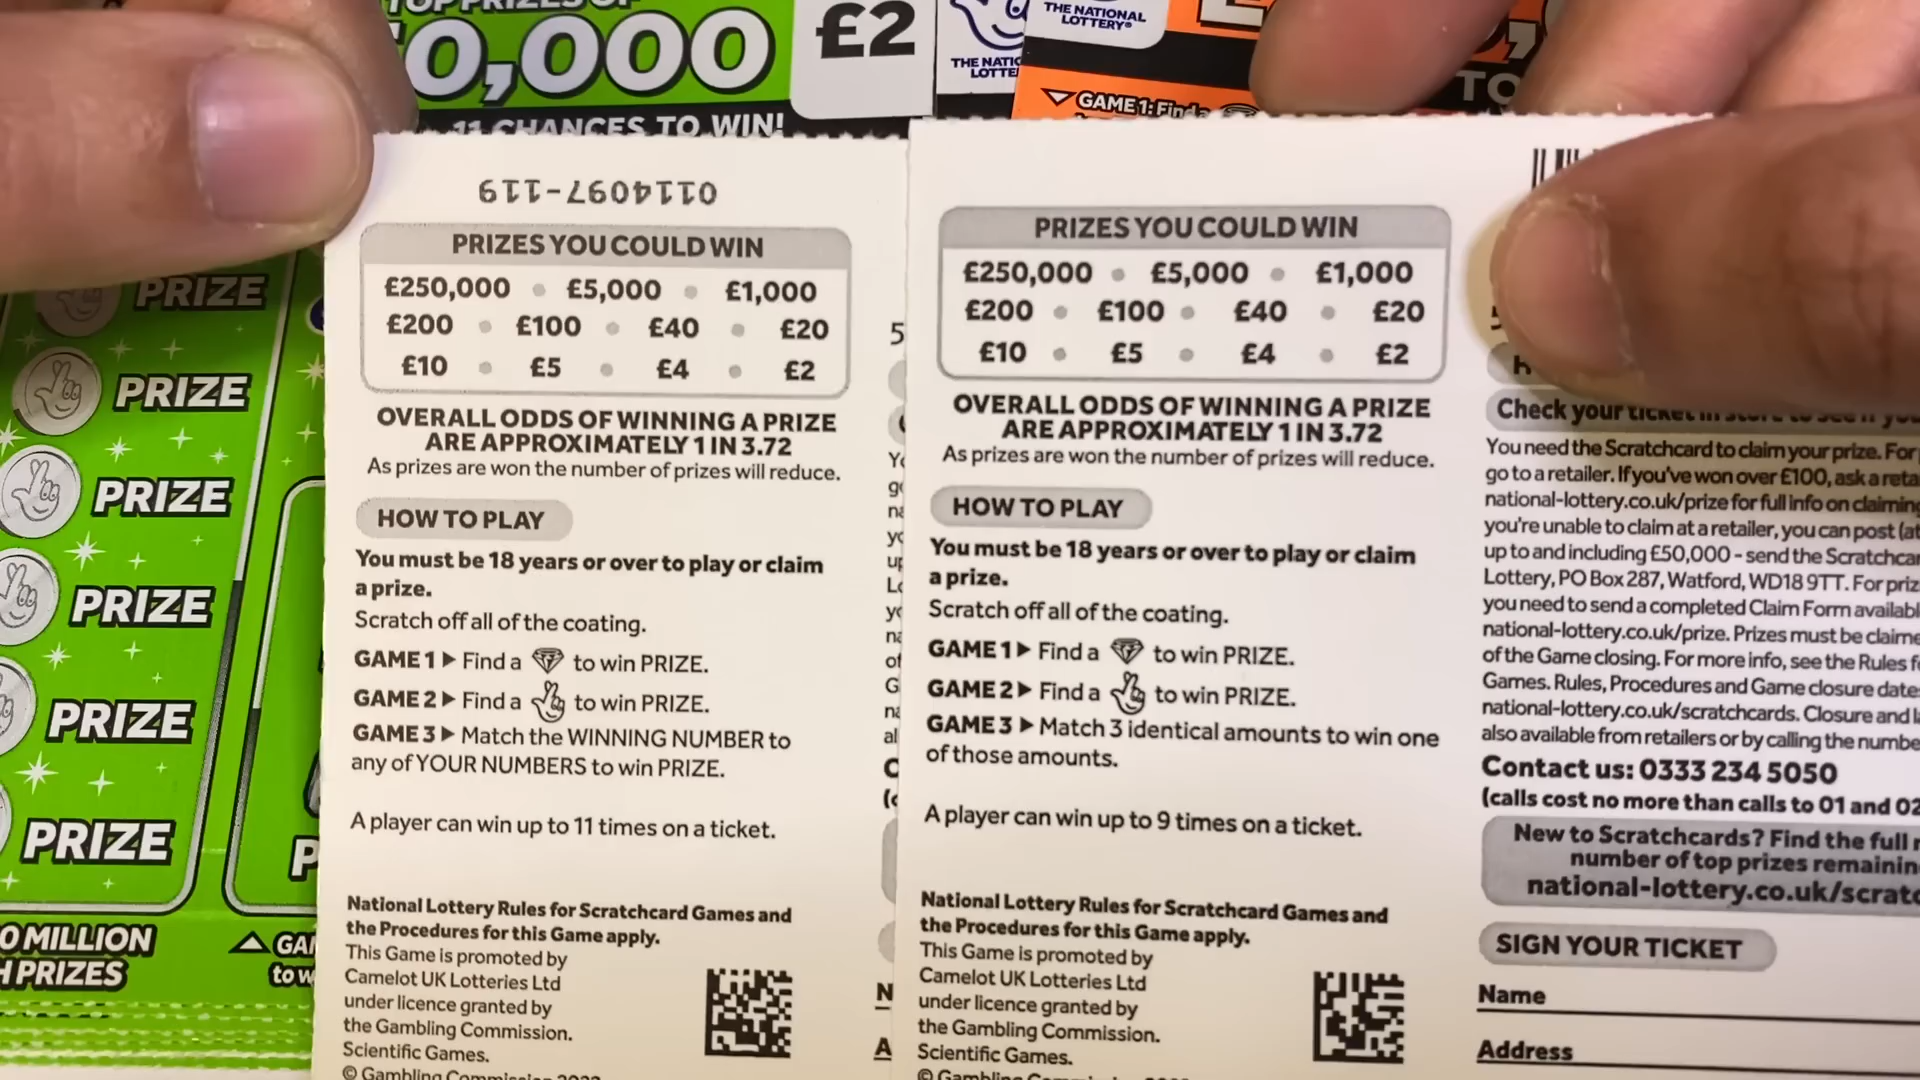 0,000
£2
THE NATIONAL
LOTTERY®
11 CHANCES TO WIN!
GAME 1: Find a
TO
PRIZE
PRIZE
PRIZE
PRIZE
PRIZE
PRIZE
0 MILLION
H PRIZES
0114097-119
PRIZES YOU COULD WIN
£250,000 • £5,000 • £1,000
£200 • £100 • £40 • £20
£10 • £5 • £4 • £2
OVERALL ODDS OF WINNING A PRIZE
ARE APPROXIMATELY 1 IN 3.72
As prizes are won the number of prizes will reduce.
HOW TO PLAY
You must be 18 years or over to play or claim
a prize.
Scratch off all of the coating.
GAME 1 ▶ Find a to win PRIZE.
GAME 2 ▶ Find a to win PRIZE.
GAME 3 ▶ Match the WINNING NUMBER to
any of YOUR NUMBERS to win PRIZE.
A player can win up to 11 times on a ticket.
National Lottery Rules for Scratchcard Games and
the Procedures for this Game apply.
This Game is promoted by
Camelot UK Lotteries Ltd
under licence granted by
the Gambling Commission.
Scientific Games.
© Gambling Commission
PRIZES YOU COULD WIN
£250,000 • £5,000 • £1,000
£200 • £100 • £40 • £20
£10 • £5 • £4 • £2
OVERALL ODDS OF WINNING A PRIZE
ARE APPROXIMATELY 1 IN 3.72
As prizes are won the number of prizes will reduce.
HOW TO PLAY
You must be 18 years or over to play or claim
a prize.
Scratch off all of the coating.
GAME 1 ▶ Find a to win PRIZE.
GAME 2 ▶ Find a to win PRIZE.
GAME 3 ▶ Match 3 identical amounts to win one
of those amounts.
A player can win up to 9 times on a ticket.
National Lottery Rules for Scratchcard Games and
the Procedures for this Game apply.
This Game is promoted by
Camelot UK Lotteries Ltd
under licence granted by
the Gambling Commission.
Scientific Games.
Check your ticket in store to see if
You need the Scratchcard to claim your prize. For
go to a retailer. If you've won over £100, ask a
national-lottery.co.uk/prize for full info on claiming
you're unable to claim at a retailer, you can post
up to and including £50,000 - send the
Lottery, PO Box 287, Watford, WD18 9TT. For
you need to send a completed Claim Form
national-lottery.co.uk/prize. Prizes must be
of the Game closing. For more info, see the Rules
Games. Rules, Procedures and Game closure
national-lottery.co.uk/scratchcards. Closure and
also available from retailers or by calling the
Contact us: 0333 234 5050
(calls cost no more than calls to 01 and 02
New to Scratchcards? Find the full
number of top prizes
national-lottery.co.uk/
SIGN YOUR TICKET
Name
Address